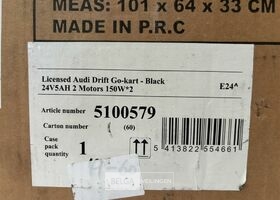 MEAS: 101 x 64 x 33 CM
MADE IN P.R.C
Licensed Audi Drift Go-kart - Black
24V5AH 2 Motors 150W*2
E24^
Article number 5100579
Carton number (60)
Case pack quantity 1
5 413822 554661